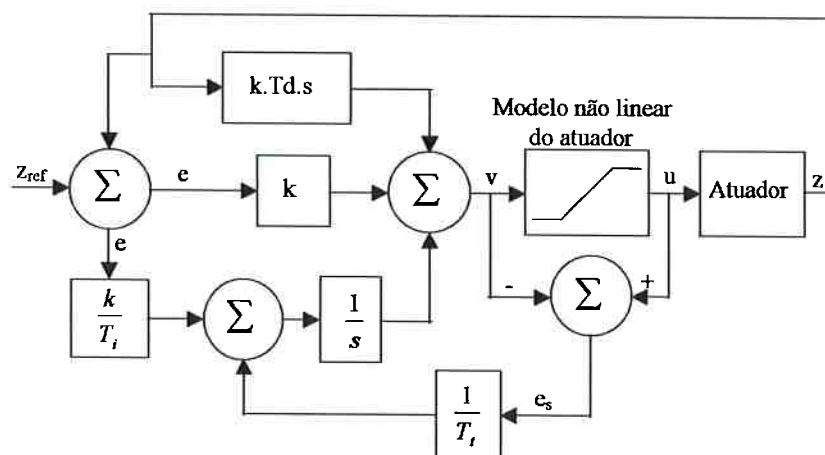 k.Td.s
Modelo não linear
do atuador
z_ref
Σ
e
k
Σ
v
u
Atuador
z
e
k
T_i
Σ
1
s
-
Σ
+
1
T_t
e_s